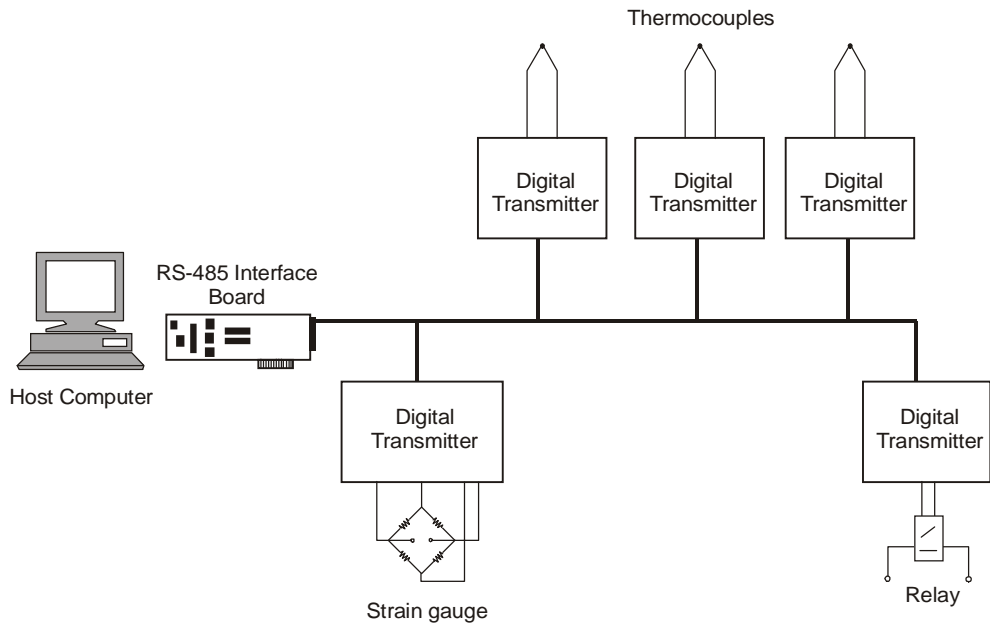 Thermocouples
Digital
Transmitter
Digital
Transmitter
Digital
Transmitter
RS-485 Interface
Board
Host Computer
Digital
Transmitter
Digital
Transmitter
Strain gauge
Relay